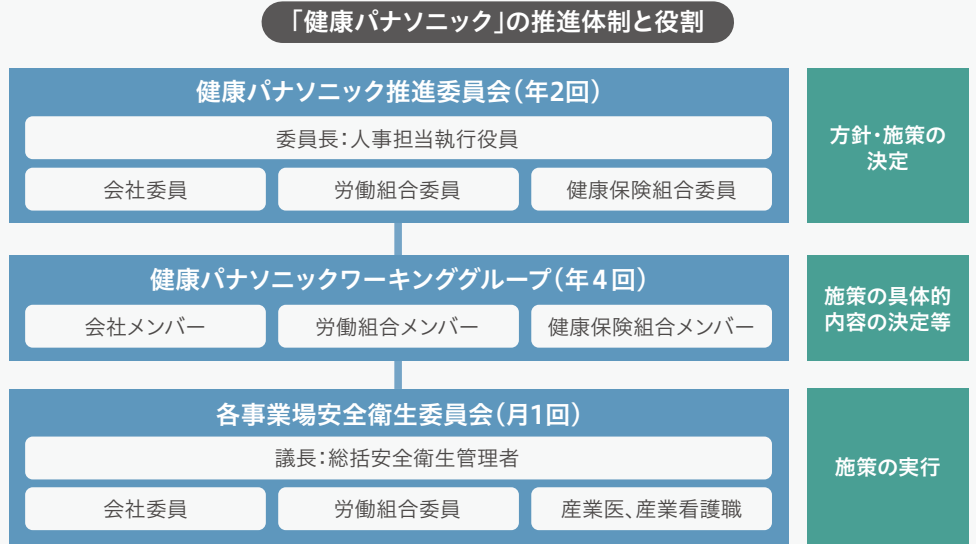 「健康パナソニック」の推進体制と役割
健康パナソニック推進委員会(年2回)
委員長:人事担当執行役員
会社委員
労働組合委員
健康保険組合委員
方針・施策の
決定
健康パナソニックワーキンググループ(年4回)
会社メンバー
労働組合メンバー
健康保険組合メンバー
施策の具体的
内容の決定等
各事業場安全衛生委員会(月1回)
議長:総括安全衛生管理者
会社委員
労働組合委員
産業医、産業看護職
施策の実行